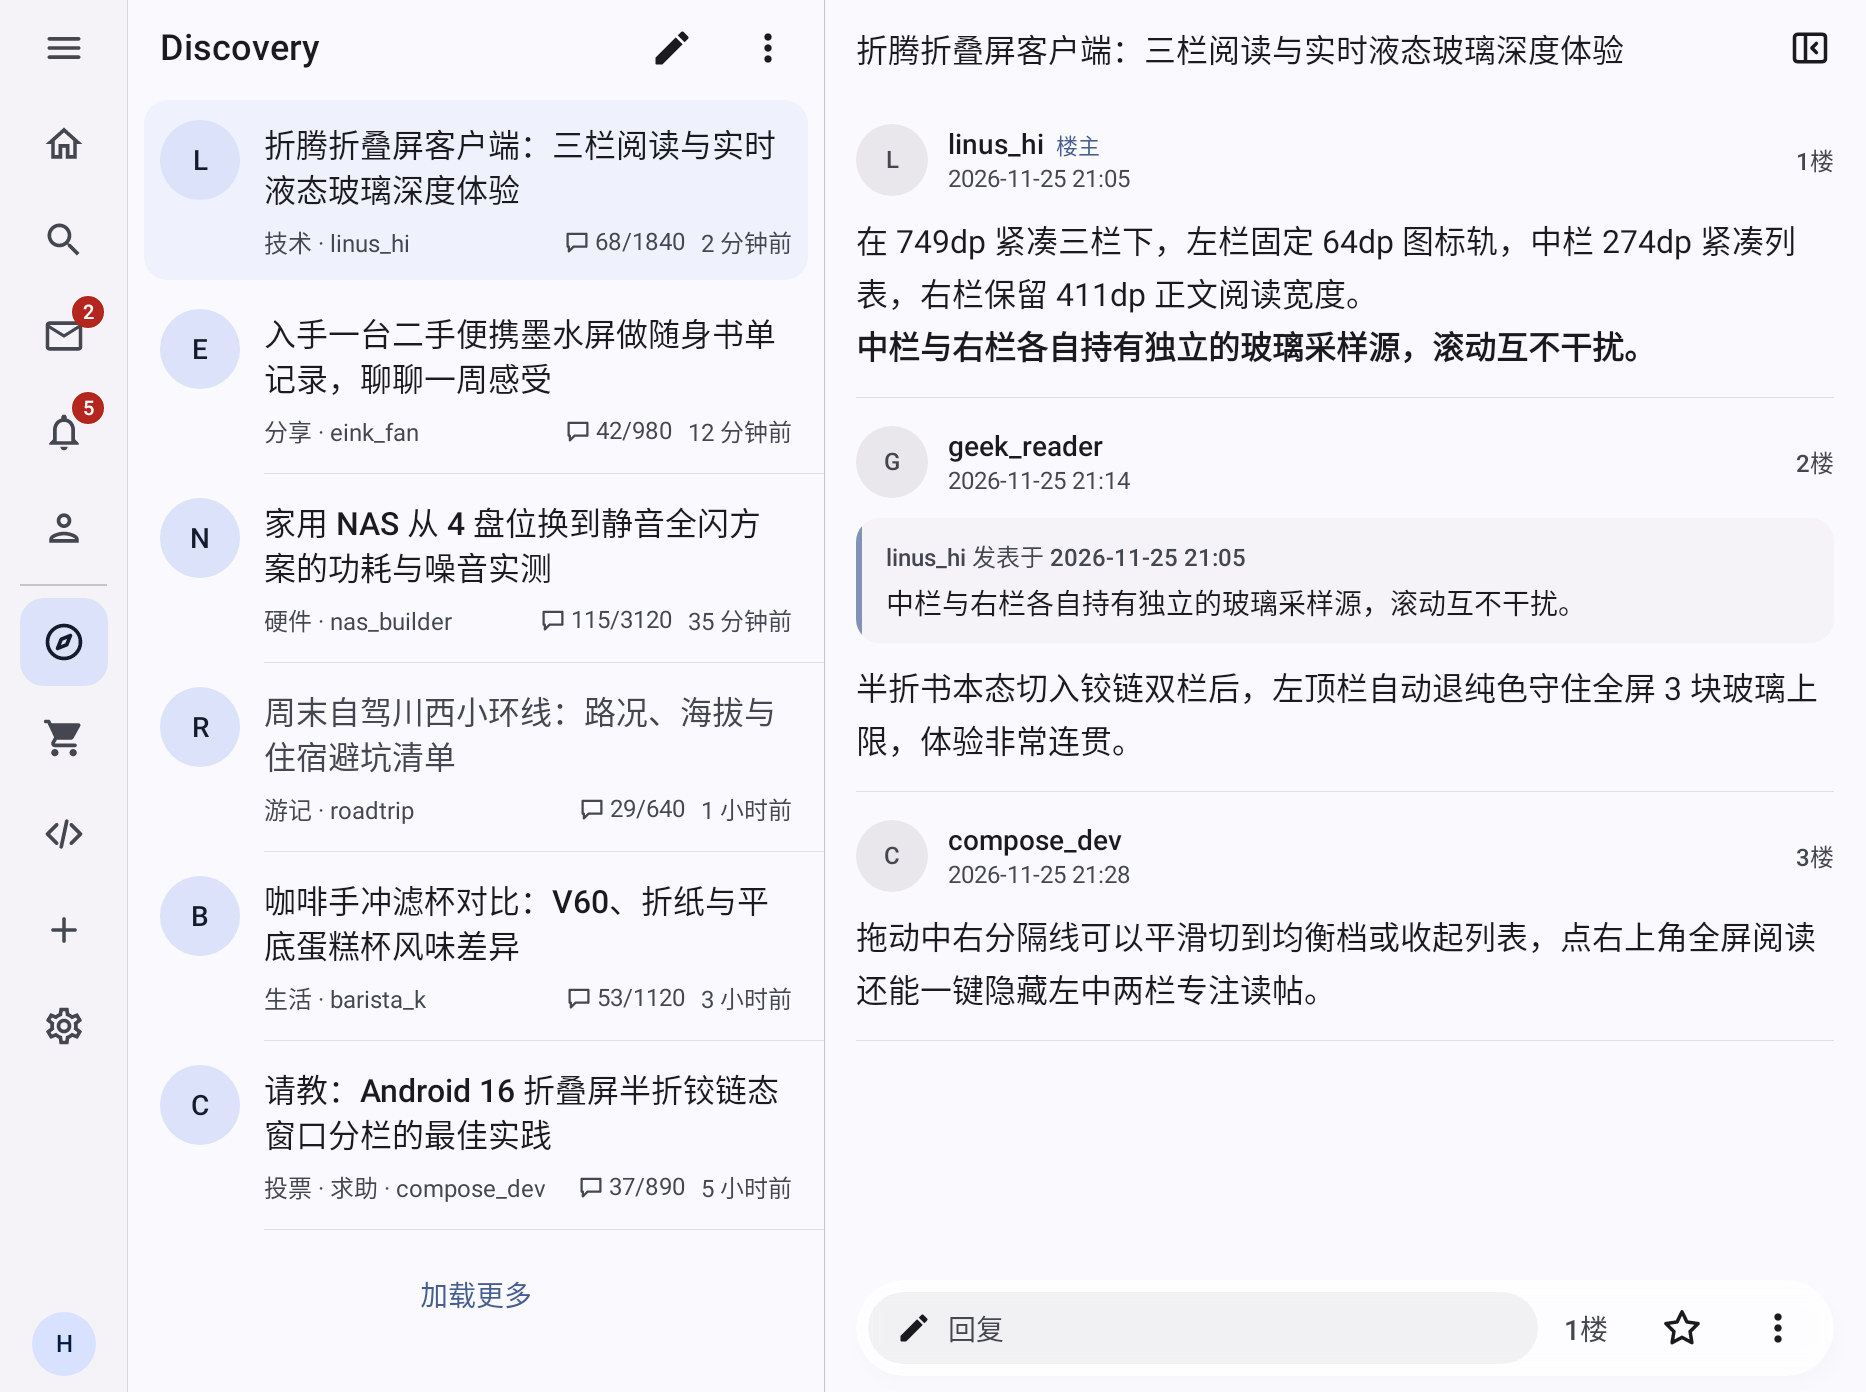 2
5
H
Discovery
L
折腾折叠屏客户端：三栏阅读与实时
液态玻璃深度体验
技术 · linus_hi 68/1840 2 分钟前
E
入手一台二手便携墨水屏做随身书单
记录，聊聊一周感受
分享 · eink_fan 42/980 12 分钟前
N
家用 NAS 从 4 盘位换到静音全闪方
案的功耗与噪音实测
硬件 · nas_builder 115/3120 35 分钟前
R
周末自驾川西小环线：路况、海拔与
住宿避坑清单
游记 · roadtrip 29/640 1 小时前
B
咖啡手冲滤杯对比：V60、折纸与平
底蛋糕杯风味差异
生活 · barista_k 53/1120 3 小时前
C
请教：Android 16 折叠屏半折铰链态
窗口分栏的最佳实践
投票 · 求助 · compose_dev 37/890 5 小时前
加载更多
折腾折叠屏客户端：三栏阅读与实时液态玻璃深度体验
L
linus_hi 楼主
2026-11-25 21:05
1楼
在 749dp 紧凑三栏下，左栏固定 64dp 图标轨，中栏 274dp 紧凑列
表，右栏保留 411dp 正文阅读宽度。
中栏与右栏各自持有独立的玻璃采样源，滚动互不干扰。
G
geek_reader
2026-11-25 21:14
2楼
linus_hi 发表于 2026-11-25 21:05
中栏与右栏各自持有独立的玻璃采样源，滚动互不干扰。
半折书本态切入铰链双栏后，左顶栏自动退纯色守住全屏 3 块玻璃上
限，体验非常连贯。
C
compose_dev
2026-11-25 21:28
3楼
拖动中右分隔线可以平滑切到均衡档或收起列表，点右上角全屏阅读
还能一键隐藏左中两栏专注读帖。
回复
1楼